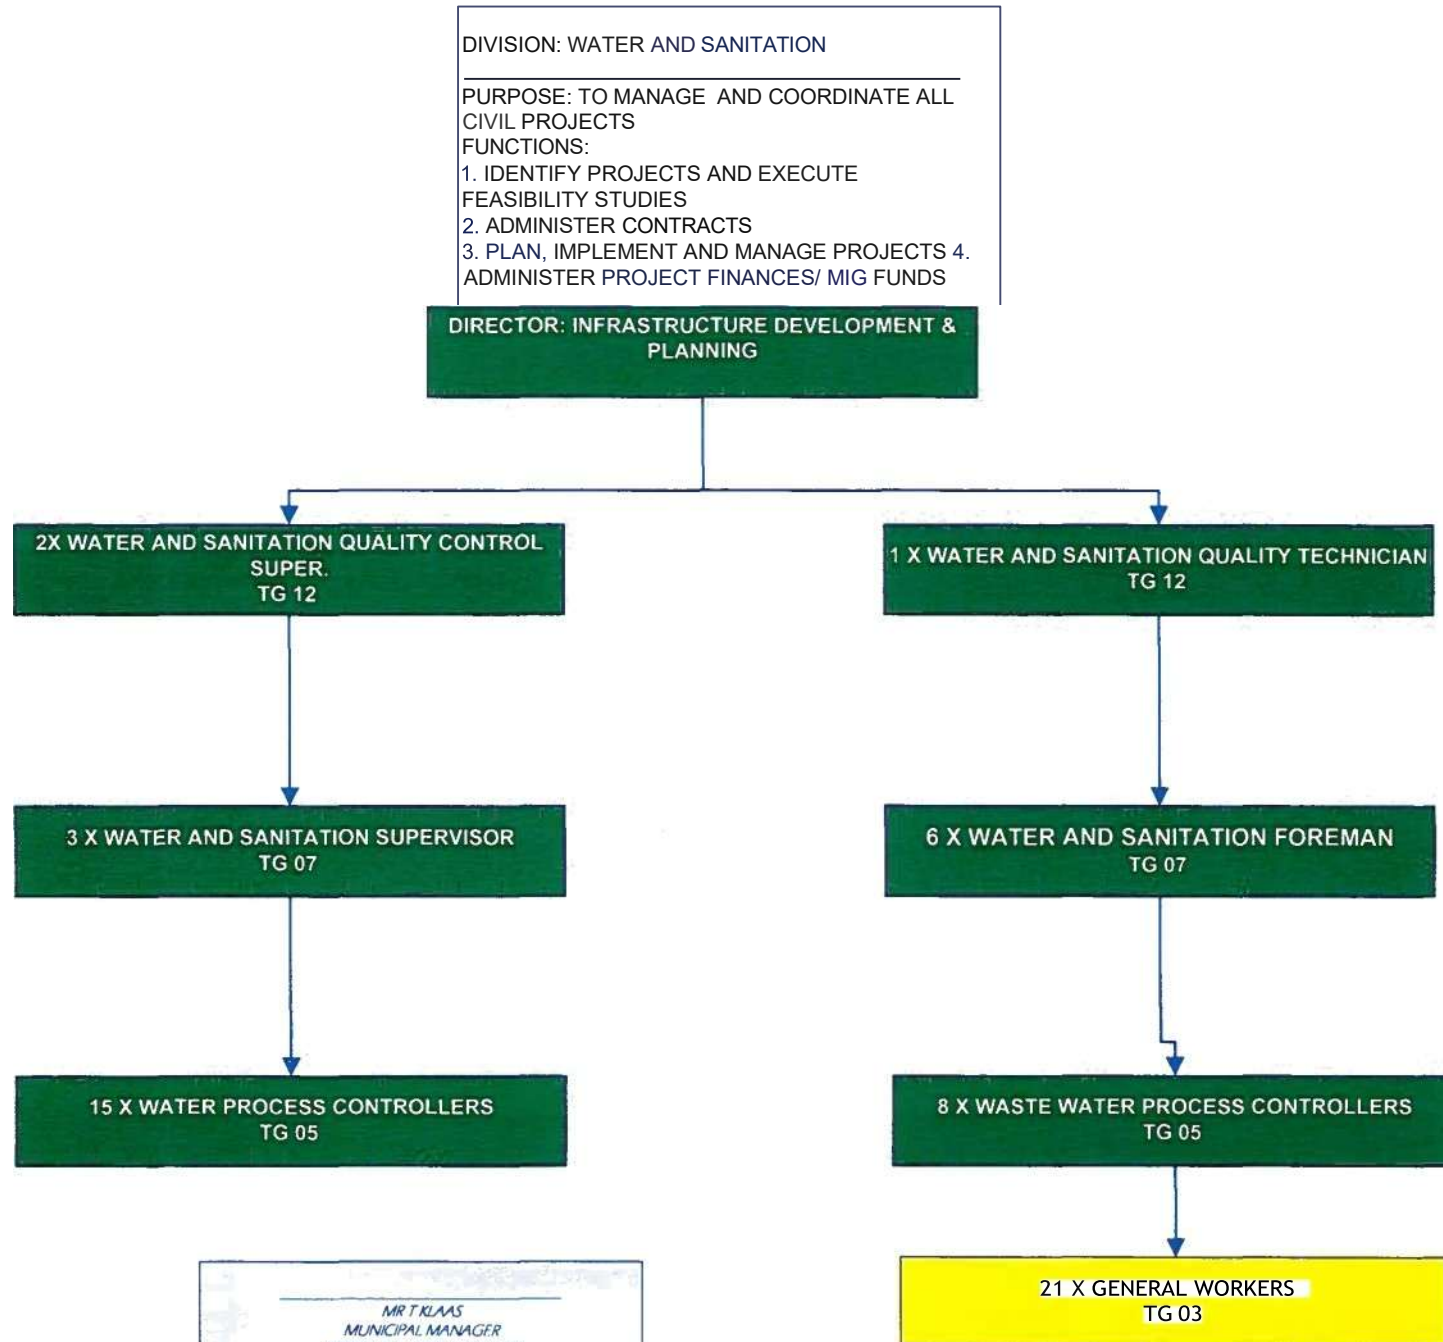 DIVISION: WATER AND SANITATION
PURPOSE: TO MANAGE AND COORDINATE ALL
CIVIL PROJECTS
FUNCTIONS:
1. IDENTIFY PROJECTS AND EXECUTE
FEASIBILITY STUDIES
2. ADMINISTER CONTRACTS
3. PLAN, IMPLEMENT AND MANAGE PROJECTS 4.
ADMINISTER PROJECT FINANCES/ MIG FUNDS
DIRECTOR: INFRASTRUCTURE DEVELOPMENT &
PLANNING
2X WATER AND SANITATION QUALITY CONTROL
SUPER.
TG 12
1 X WATER AND SANITATION QUALITY TECHNICIAN
TG 12
3 X WATER AND SANITATION SUPERVISOR
TG 07
6 X WATER AND SANITATION FOREMAN
TG 07
15 X WATER PROCESS CONTROLLERS
TG 05
8 X WASTE WATER PROCESS CONTROLLERS
TG 05
21 X GENERAL WORKERS
TG 03
MR T KLAAS
MUNICIPAL MANAGER